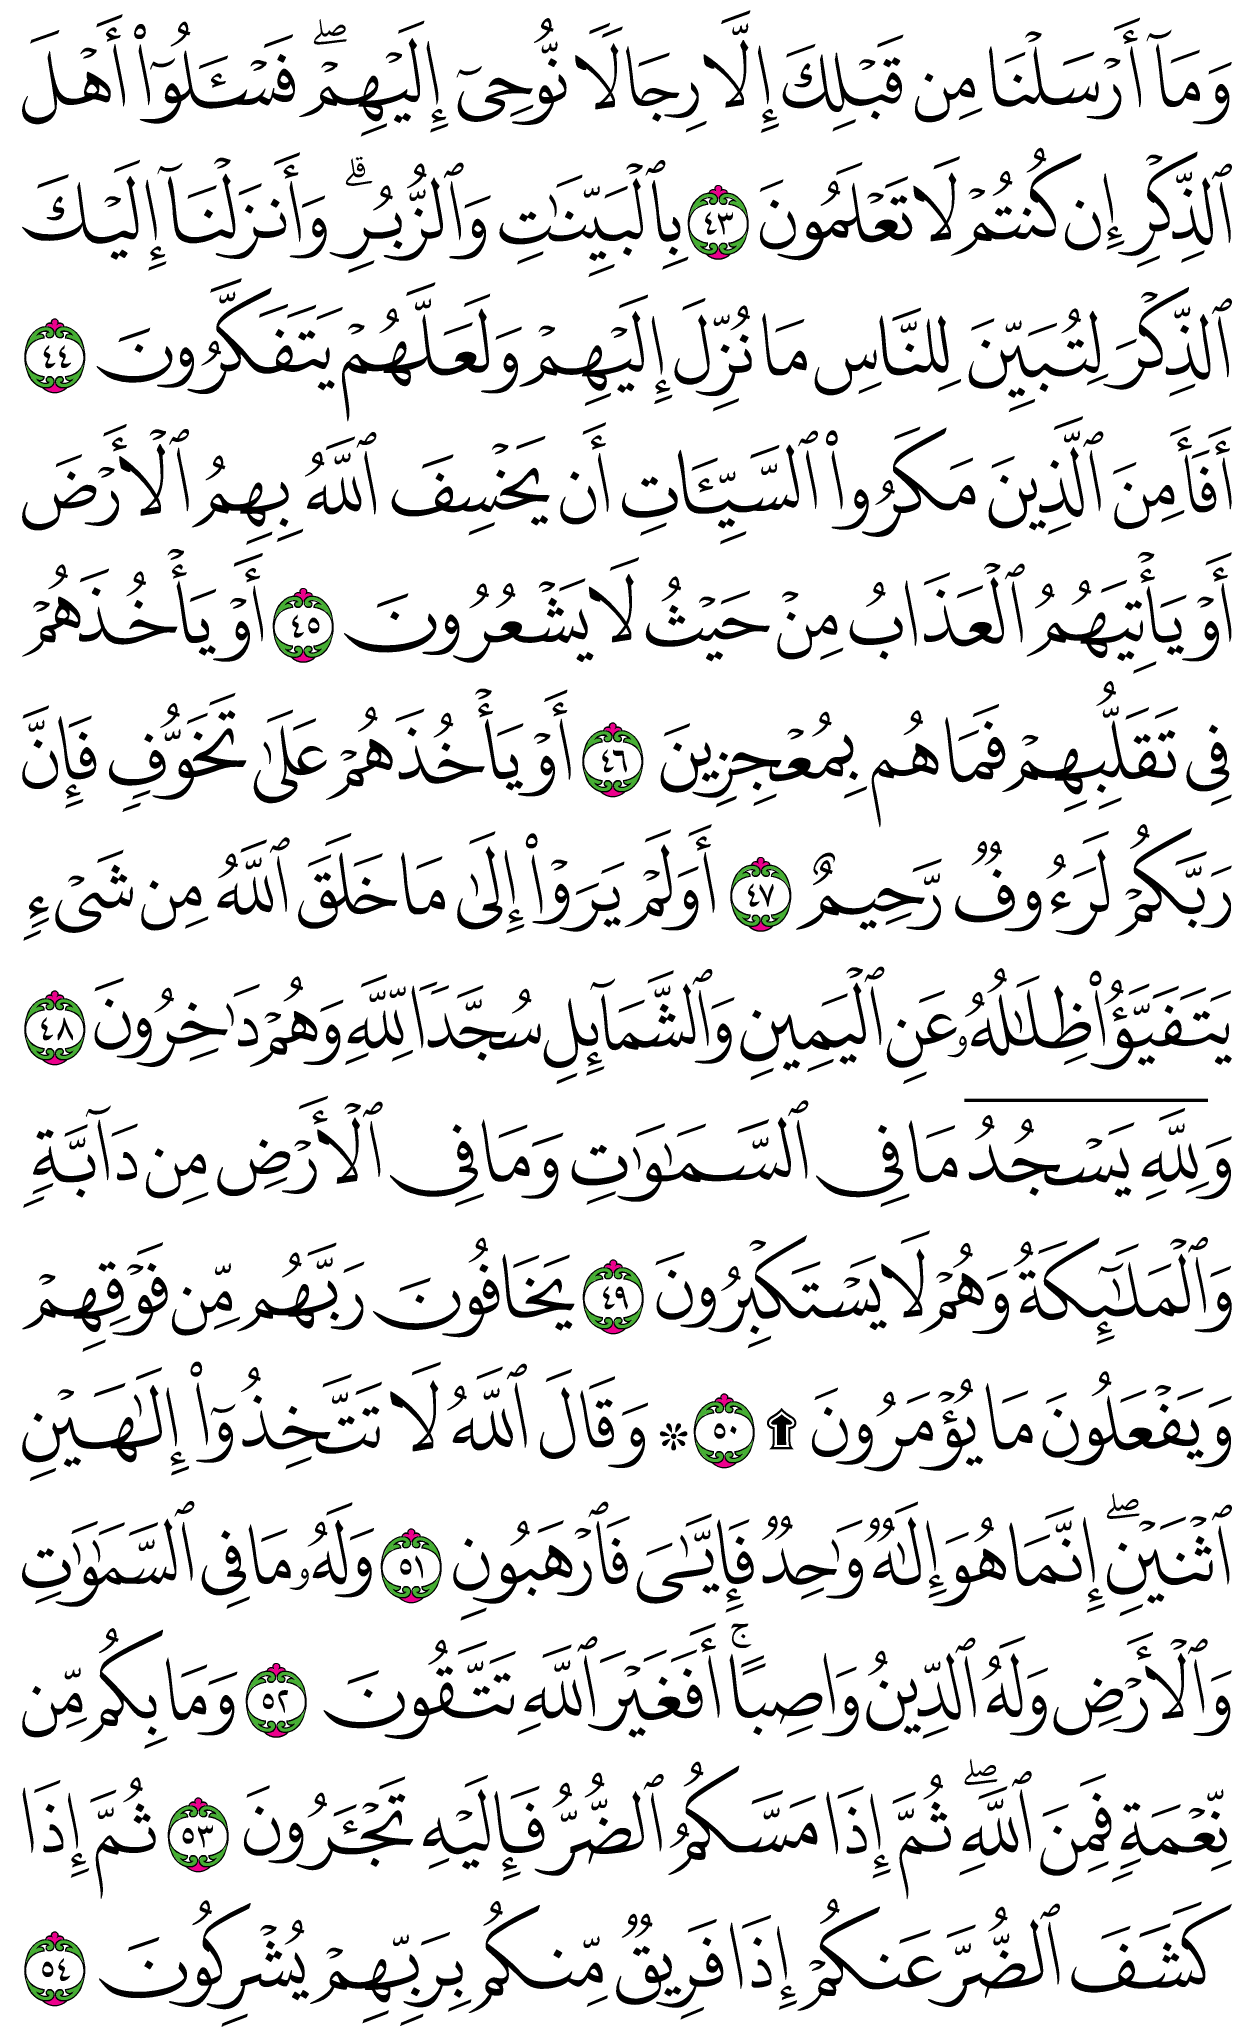 وَمَآ أَرۡسَلۡنَا مِن قَبۡلِكَ إِلَّا رِجَالٗا نُّوحِيٓ إِلَيۡهِمۡۖ فَسۡـَٔلُوٓاْ أَهۡلَ
ٱلذِّكۡرِ إِن كُنتُمۡ لَا تَعۡلَمُونَ ٤٣ بِٱلۡبَيِّنَٰتِ وَٱلزُّبُرِۗ وَأَنزَلۡنَآ إِلَيۡكَ
ٱلذِّكۡرَ لِتُبَيِّنَ لِلنَّاسِ مَا نُزِّلَ إِلَيۡهِمۡ وَلَعَلَّهُمۡ يَتَفَكَّرُونَ ٤٤
أَفَأَمِنَ ٱلَّذِينَ مَكَرُواْ ٱلسَّيِّـَٔاتِ أَن يَخۡسِفَ ٱللَّهُ بِهِمُ ٱلۡأَرۡضَ
أَوۡ يَأۡتِيَهُمُ ٱلۡعَذَابُ مِنۡ حَيۡثُ لَا يَشۡعُرُونَ ٤٥ أَوۡ يَأۡخُذَهُمۡ
فِي تَقَلُّبِهِمۡ فَمَا هُم بِمُعۡجِزِينَ ٤٦ أَوۡ يَأۡخُذَهُمۡ عَلَىٰ تَخَوُّفٖ فَإِنَّ
رَبَّكُمۡ لَرَءُوفٞ رَّحِيمٌ ٤٧ أَوَلَمۡ يَرَوۡاْ إِلَىٰ مَا خَلَقَ ٱللَّهُ مِن شَيۡءٖ
يَتَفَيَّؤُاْ ظِلَٰلُهُۥ عَنِ ٱلۡيَمِينِ وَٱلشَّمَآئِلِ سُجَّدٗا لِّلَّهِ وَهُمۡ دَٰخِرُونَ ٤٨
وَلِلَّهِ يَسۡجُدُۤ مَا فِي ٱلسَّمَٰوَٰتِ وَمَا فِي ٱلۡأَرۡضِ مِن دَآبَّةٖ
وَٱلۡمَلَٰٓئِكَةُ وَهُمۡ لَا يَسۡتَكۡبِرُونَ ٤٩ يَخَافُونَ رَبَّهُم مِّن فَوۡقِهِمۡ
وَيَفۡعَلُونَ مَا يُؤۡمَرُونَ ۩ ٥٠ ۞ وَقَالَ ٱللَّهُ لَا تَتَّخِذُوٓاْ إِلَٰهَيۡنِ
ٱثۡنَيۡنِۖ إِنَّمَا هُوَ إِلَٰهٞ وَٰحِدٞ فَإِيَّٰيَ فَٱرۡهَبُونِ ٥١ وَلَهُۥ مَا فِي ٱلسَّمَٰوَٰتِ
وَٱلۡأَرۡضِ وَلَهُ ٱلدِّينُ وَاصِبًاۚ أَفَغَيۡرَ ٱللَّهِ تَتَّقُونَ ٥٢ وَمَا بِكُم مِّن
نِّعۡمَةٖ فَمِنَ ٱللَّهِۖ ثُمَّ إِذَا مَسَّكُمُ ٱلضُّرُّ فَإِلَيۡهِ تَجۡـَٔرُونَ ٥٣ ثُمَّ إِذَا
كَشَفَ ٱلضُّرَّ عَنكُمۡ إِذَا فَرِيقٞ مِّنكُم بِرَبِّهِمۡ يُشۡرِكُونَ ٥٤